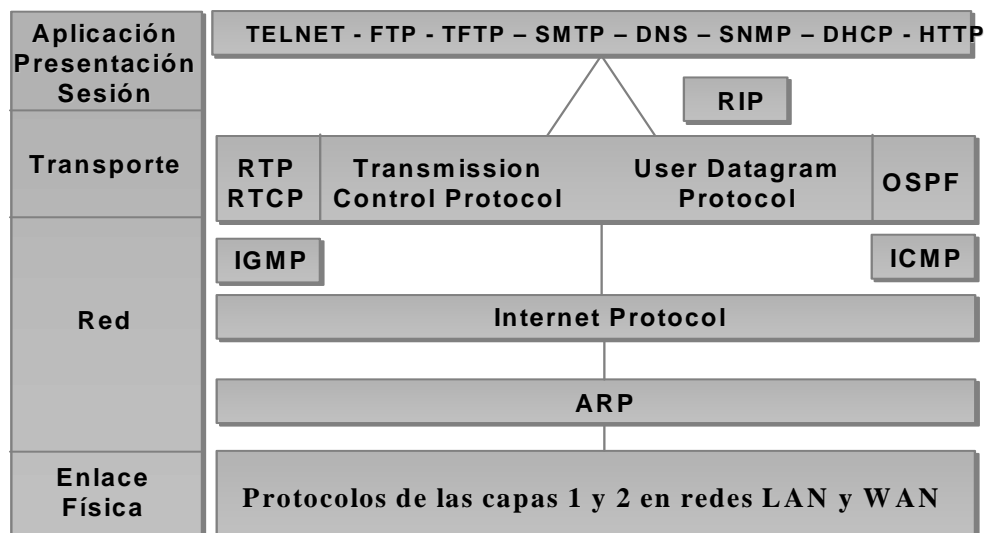 Aplicación
Presentación
Sesión
TELNET - FTP - TFTP – SMTP – DNS – SNMP – DHCP - HTTP
RIP
Transporte
RTP
RTCP
Transmission
Control Protocol
User Datagram
Protocol
OSPF
Red
IGMP
ICMP
Internet Protocol
ARP
Enlace
Física
Protocolos de las capas 1 y 2 en redes LAN y WAN